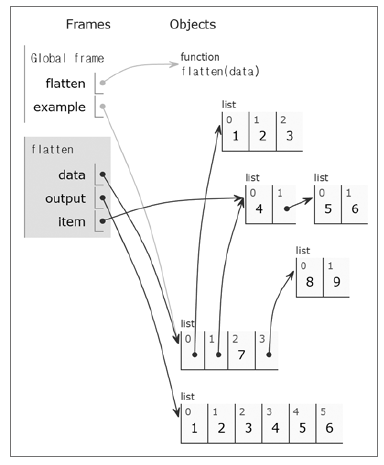 Frames Objects
Global frame
function
flatten(data)
flatten
example
list
0 1 2
1 2 3
flatten
data
output
item
list
0 1
4
list
0 1
5 6
list
0 1
8 9
list
0 1 2 3
7
list
0 1 2 3 4 5
1 2 3 4 5 6